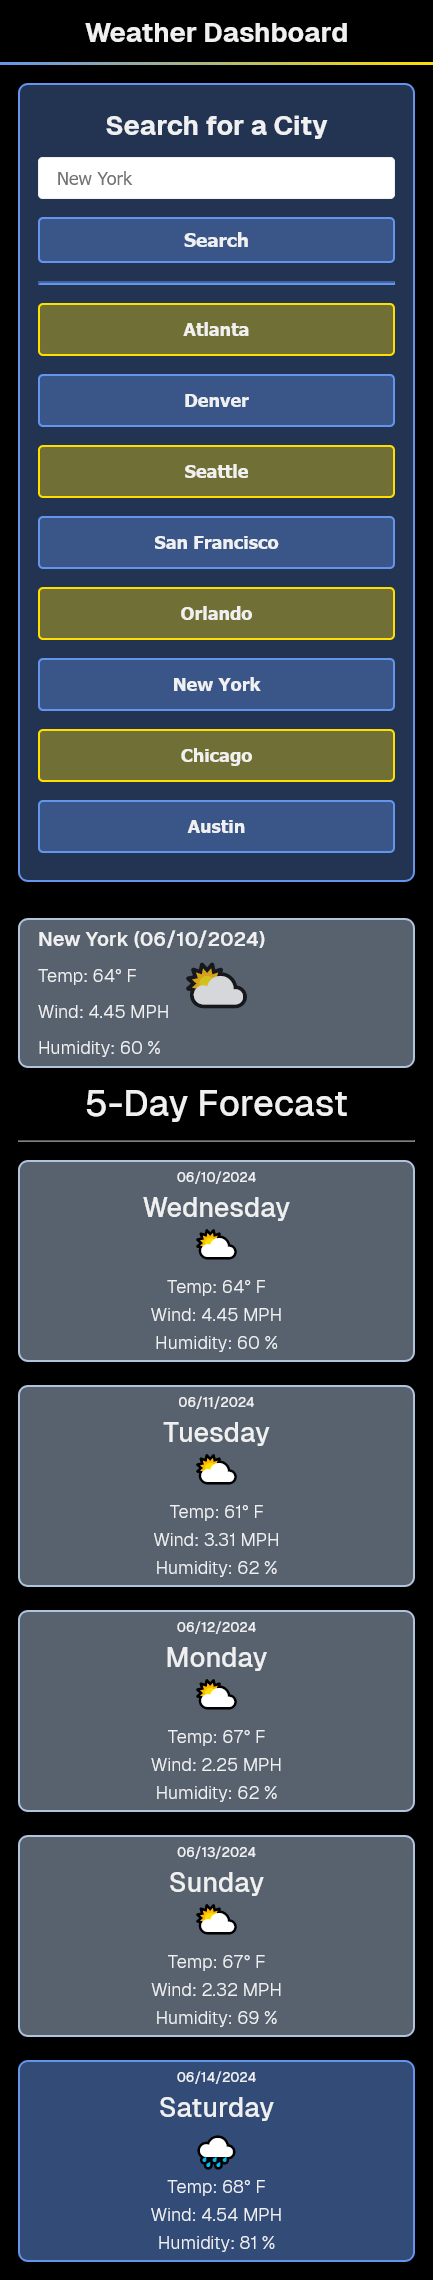 Weather Dashboard
Search for a City
New York
Search
Atlanta
Denver
Seattle
San Francisco
Orlando
New York
Chicago
Austin
New York (06/10/2024)
Temp: 64° F
Wind: 4.45 MPH
Humidity: 60 %
5-Day Forecast
06/10/2024
Wednesday
Temp: 64° F
Wind: 4.45 MPH
Humidity: 60 %
06/11/2024
Tuesday
Temp: 61° F
Wind: 3.31 MPH
Humidity: 62 %
06/12/2024
Monday
Temp: 67° F
Wind: 2.25 MPH
Humidity: 62 %
06/13/2024
Sunday
Temp: 67° F
Wind: 2.32 MPH
Humidity: 69 %
06/14/2024
Saturday
Temp: 68° F
Wind: 4.54 MPH
Humidity: 81 %